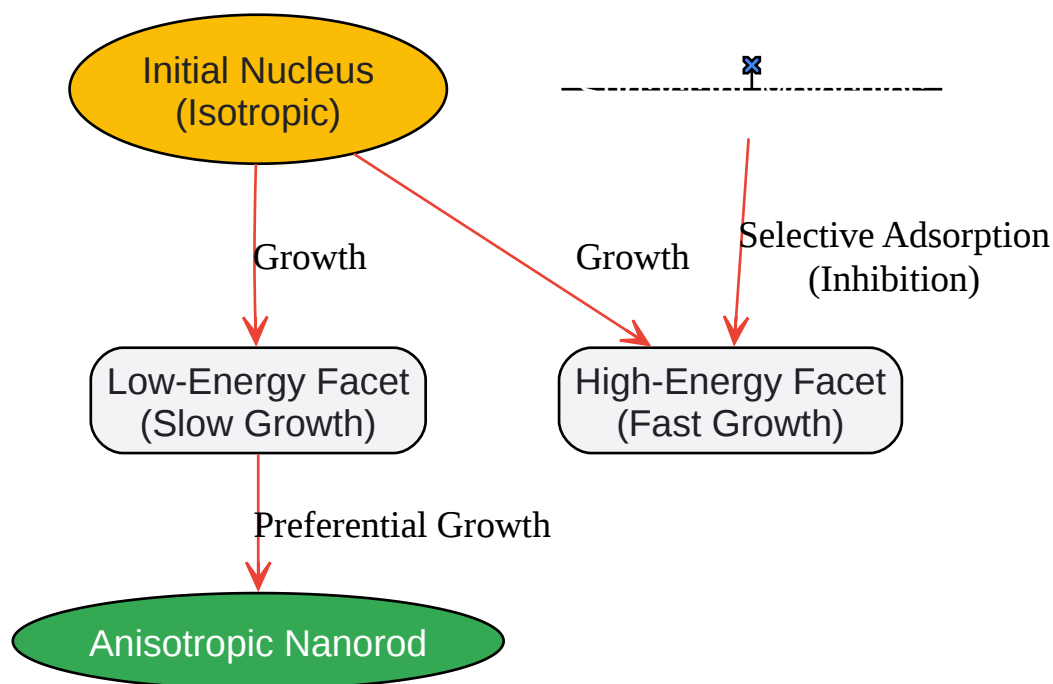 Initial Nucleus
(Isotropic)
Growth
Growth
Selective Adsorption
(Inhibition)
Low-Energy Facet
(Slow Growth)
High-Energy Facet
(Fast Growth)
Preferential Growth
Anisotropic Nanorod